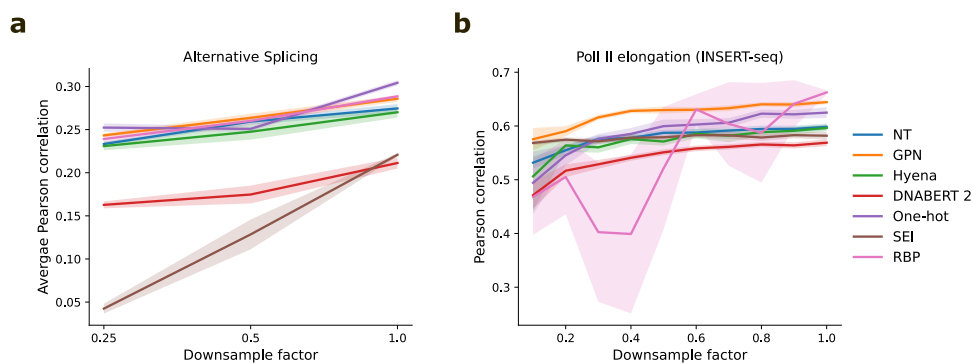 a
Alternative Splicing
Avergae Pearson correlation
0.30
0.25
0.20
0.15
0.10
0.05
0.25
0.5
1.0
Downsample factor
b
Poll II elongation (INSERT-seq)
Pearson correlation
0.7
0.6
0.5
0.4
0.3
0.2
0.4
0.6
0.8
1.0
Downsample factor
NT
GPN
Hyena
DNABERT 2
One-hot
SEI
RBP